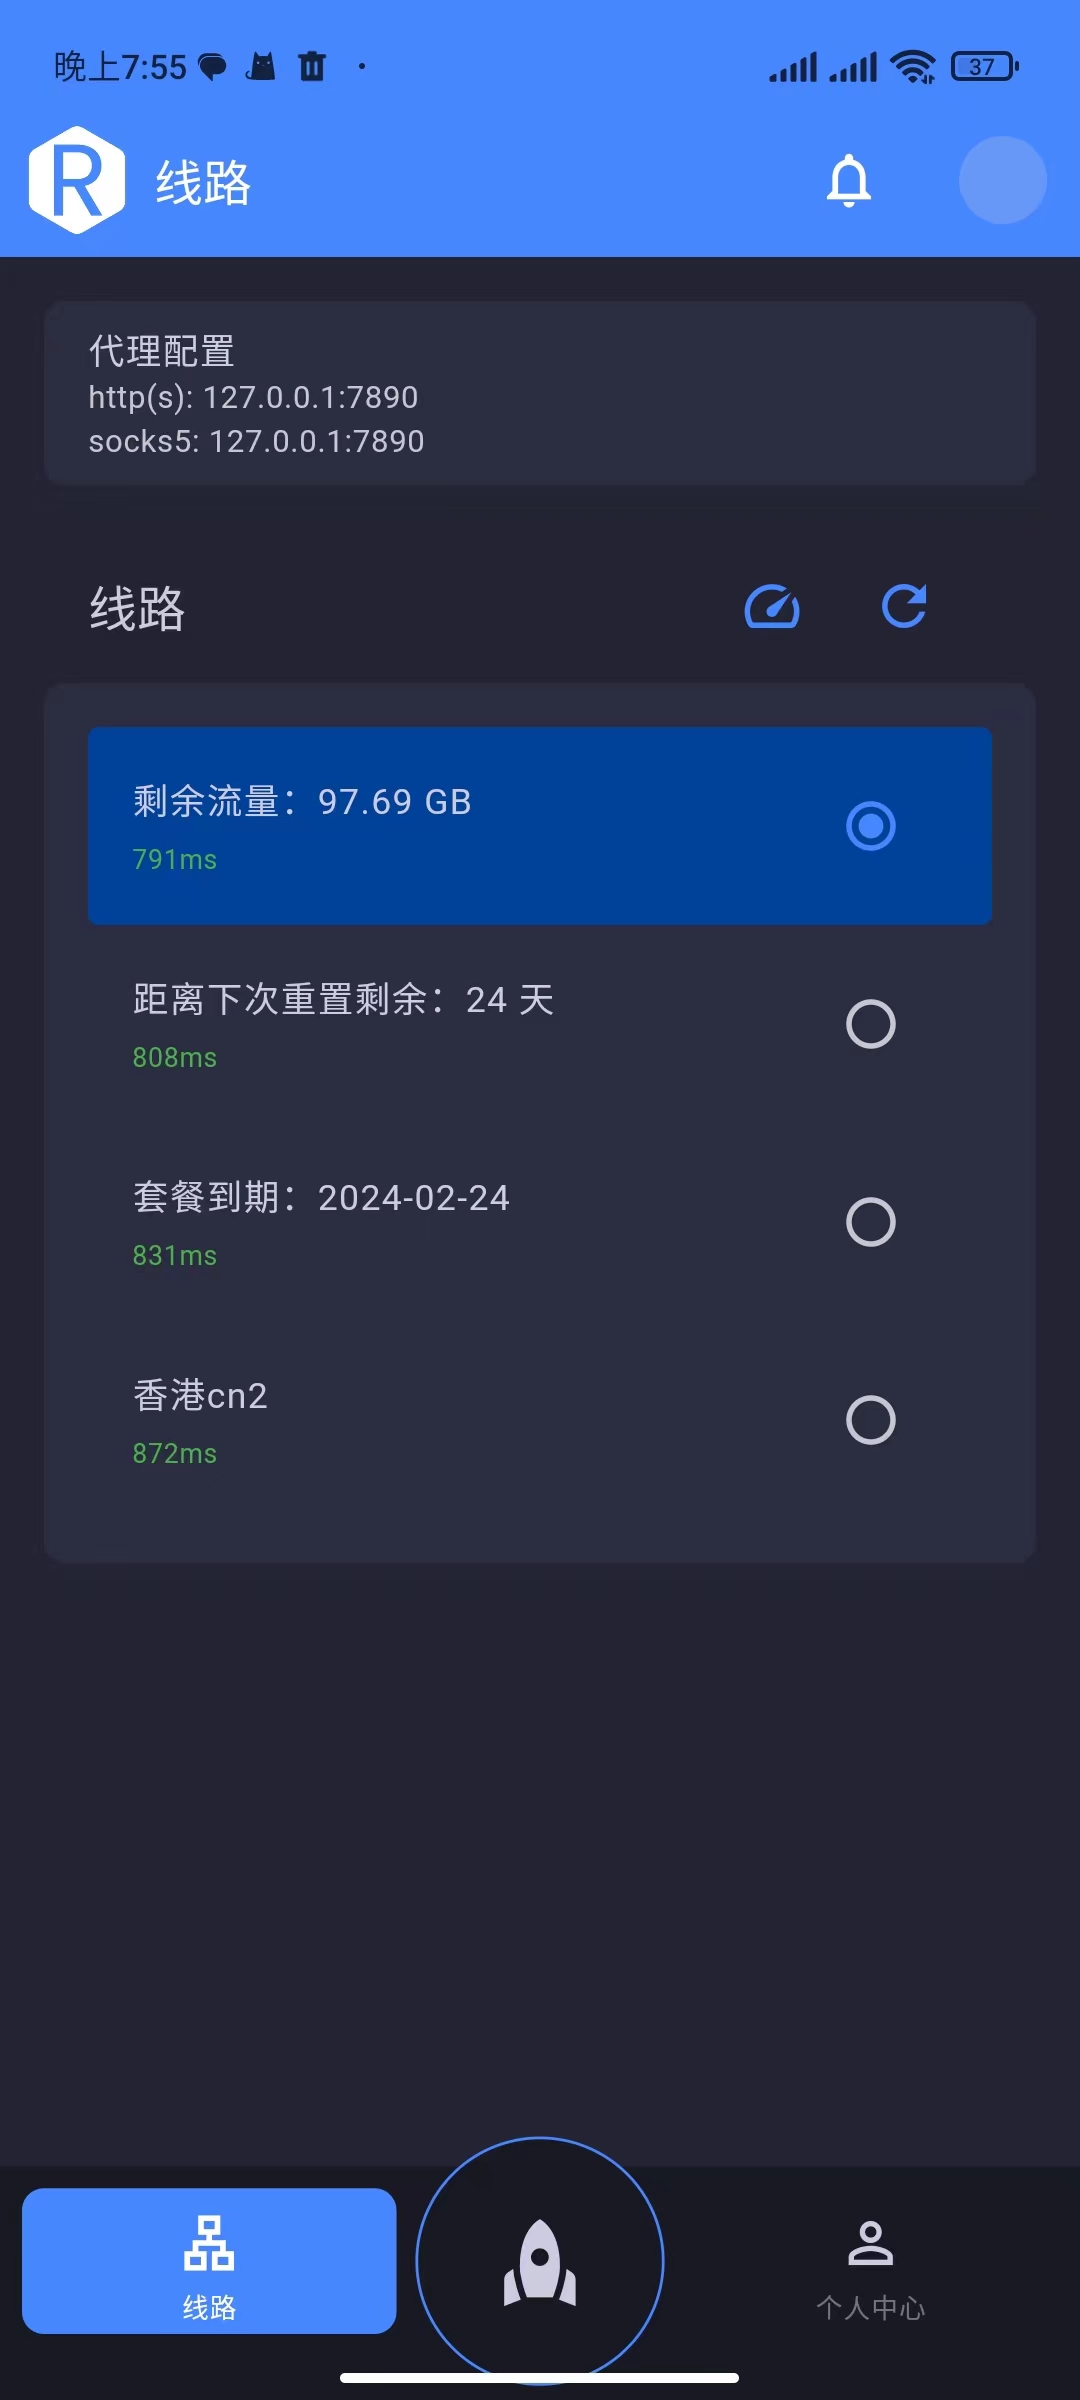 晚上7:55
37
R
线路
代理配置
http(s): 127.0.0.1:7890
socks5: 127.0.0.1:7890
线路
剩余流量：97.69 GB
791ms
距离下次重置剩余：24 天
808ms
套餐到期：2024-02-24
831ms
香港cn2
872ms
线路
个人中心